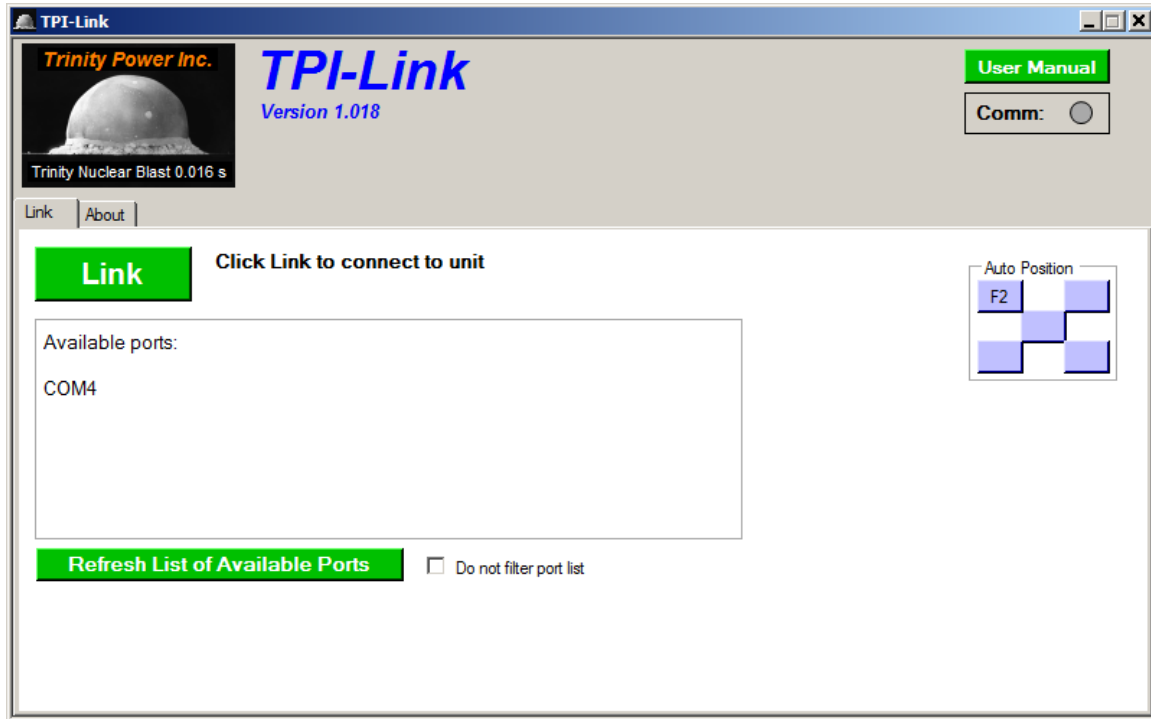 TPI-Link
Trinity Power Inc.
Trinity Nuclear Blast 0.016 s
TPI-Link
Version 1.018
User Manual
Comm:
Link
About
Link
Click Link to connect to unit
Auto Position
F2
Available ports:
COM4
Refresh List of Available Ports
Do not filter port list